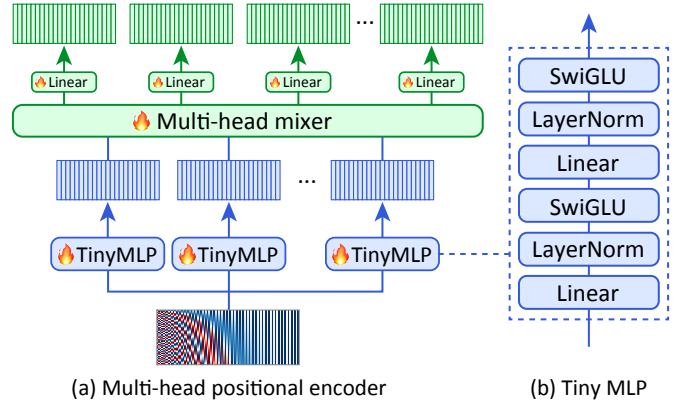 ...
Linear Linear Linear Linear
Multi-head mixer
...
TinyMLP TinyMLP TinyMLP
SwiGLU
LayerNorm
Linear
SwiGLU
LayerNorm
Linear
(a) Multi-head positional encoder
(b) Tiny MLP